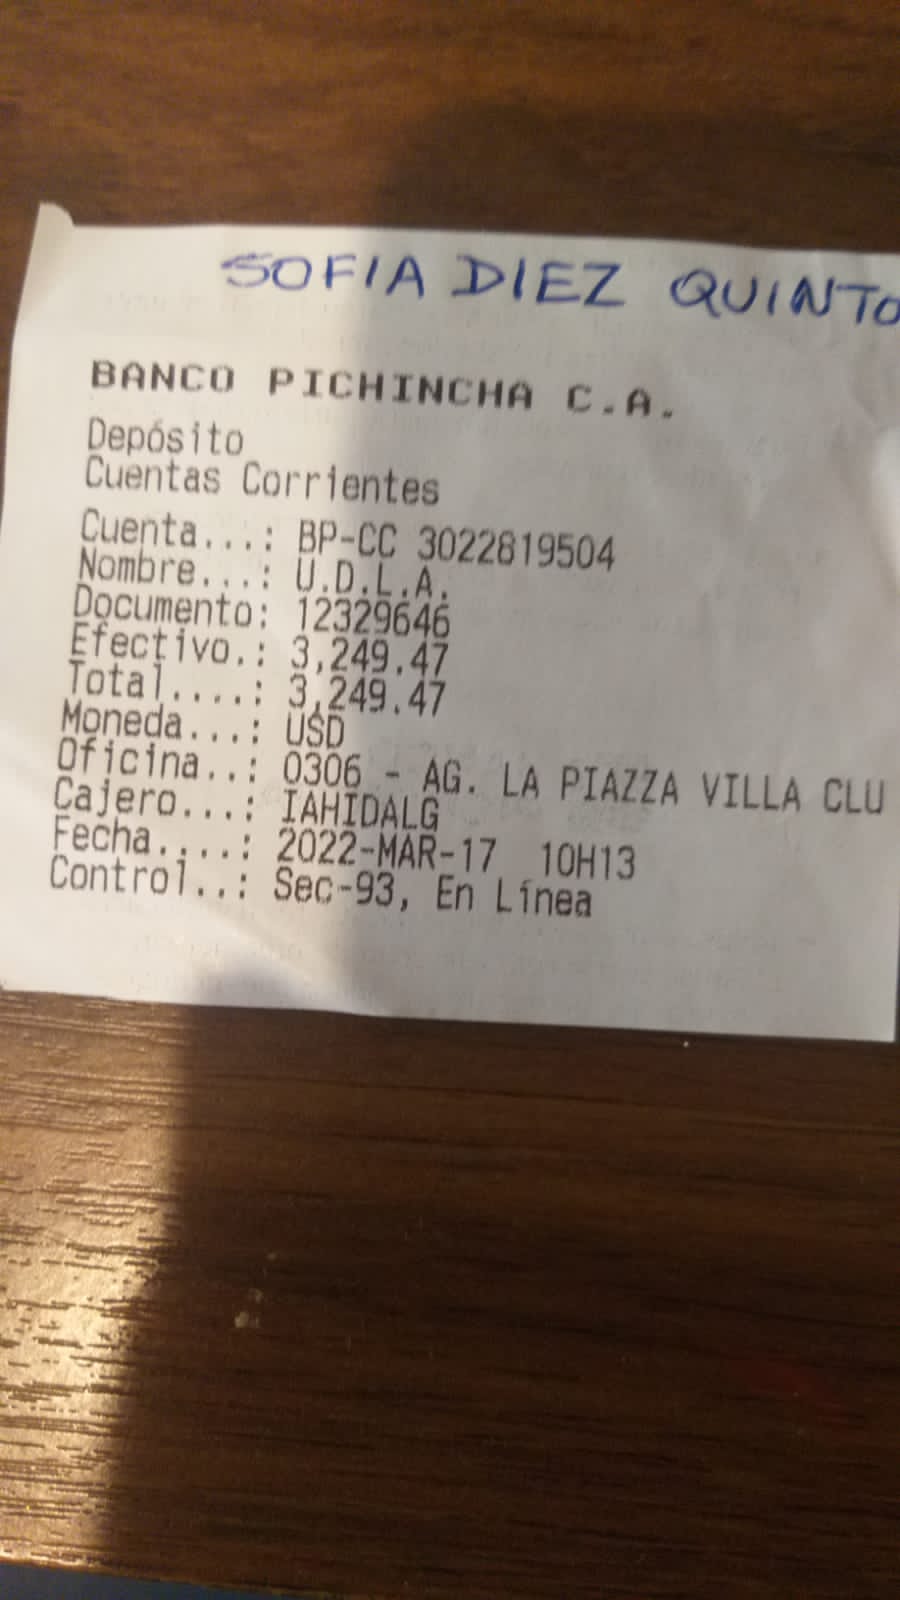 SOFIA DIEZ QUINTO
BANCO PICHINCHA C.A.
Depósito
Cuentas Corrientes
Cuenta...: BP-CC 3022819504
Nombre...: U.D.L.A.
Documento: 12329646
Efectivo.: 3,249.47
Total....: 3,249.47
Moneda...: USD
Oficina..: 0306 - AG. LA PIAZZA VILLA CLU
Cajero...: IAHIDALG
Fecha....: 2022-MAR-17 10H13
Control..: Sec-93, En Línea